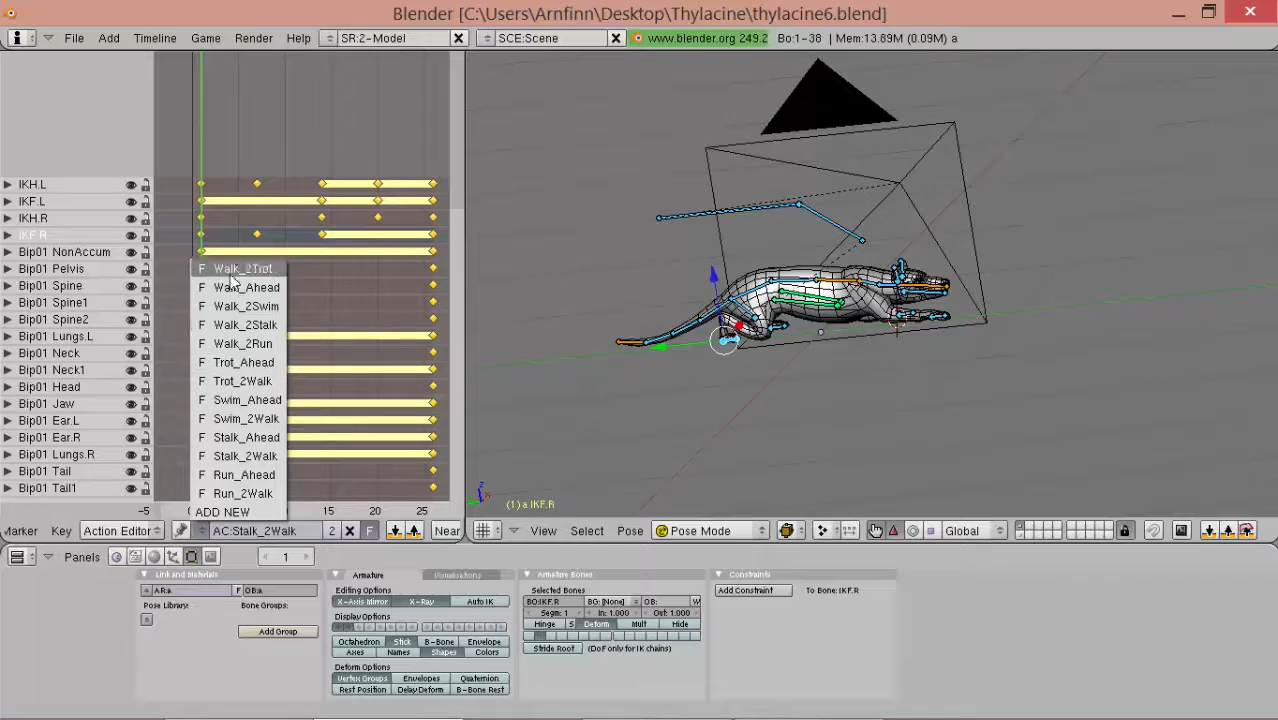 Blender [C:\Users\Arnfinn\Desktop\Thylacine\thylacine6.blend]
File Add Timeline Game Render Help SR:2-Model SCE:Scene www.blender.org 249.2 Bo:1-38 | Mem:13.89M (0.09M) a
IKH.L
IKF.L
IKH.R
IKF.R
Bip01 NonAccum
Bip01 Pelvis
Bip01 Spine
Bip01 Spine1
Bip01 Spine2
Bip01 Lungs.L
Bip01 Neck
Bip01 Neck1
Bip01 Head
Bip01 Jaw
Bip01 Ear.L
Bip01 Ear.R
Bip01 Lungs.R
Bip01 Tail
Bip01 Tail1
F Walk_2Trot
F Walk_Ahead
F Walk_2Swim
F Walk_2Stalk
F Walk_2Run
F Trot_Ahead
F Trot_2Walk
F Swim_Ahead
F Swim_2Walk
F Stalk_Ahead
F Stalk_2Walk
F Run_Ahead
F Run_2Walk
ADD NEW
-5 15 20 25
z
(1) a IKF.R
Marker Key Action Editor AC:Stalk_2Walk 2 F Near
View Select Pose Pose Mode Global
Panels 1
Link and Materials
AR:a F OB:a
Pose Library: Bone Groups:
Add Group
Armature Visualisations
Editing Options
X-Axis Mirror X-Ray Auto IK
Display Options
Octahedron Stick B-Bone Envelope
Axes Names Shapes Colors
Deform Options
Vertex Groups Envelopes Quaternion
Rest Position Delay Deform B-Bone Rest
Armature Bones
Selected Bones
BO:IKF.R BG: [None] OB: W
Segm: 1 In: 1.000 Out: 1.000
Hinge S Deform Mult Hide
Stride Root (DoF only for IK chains)
Constraints
Add Constraint To Bone: IKF.R